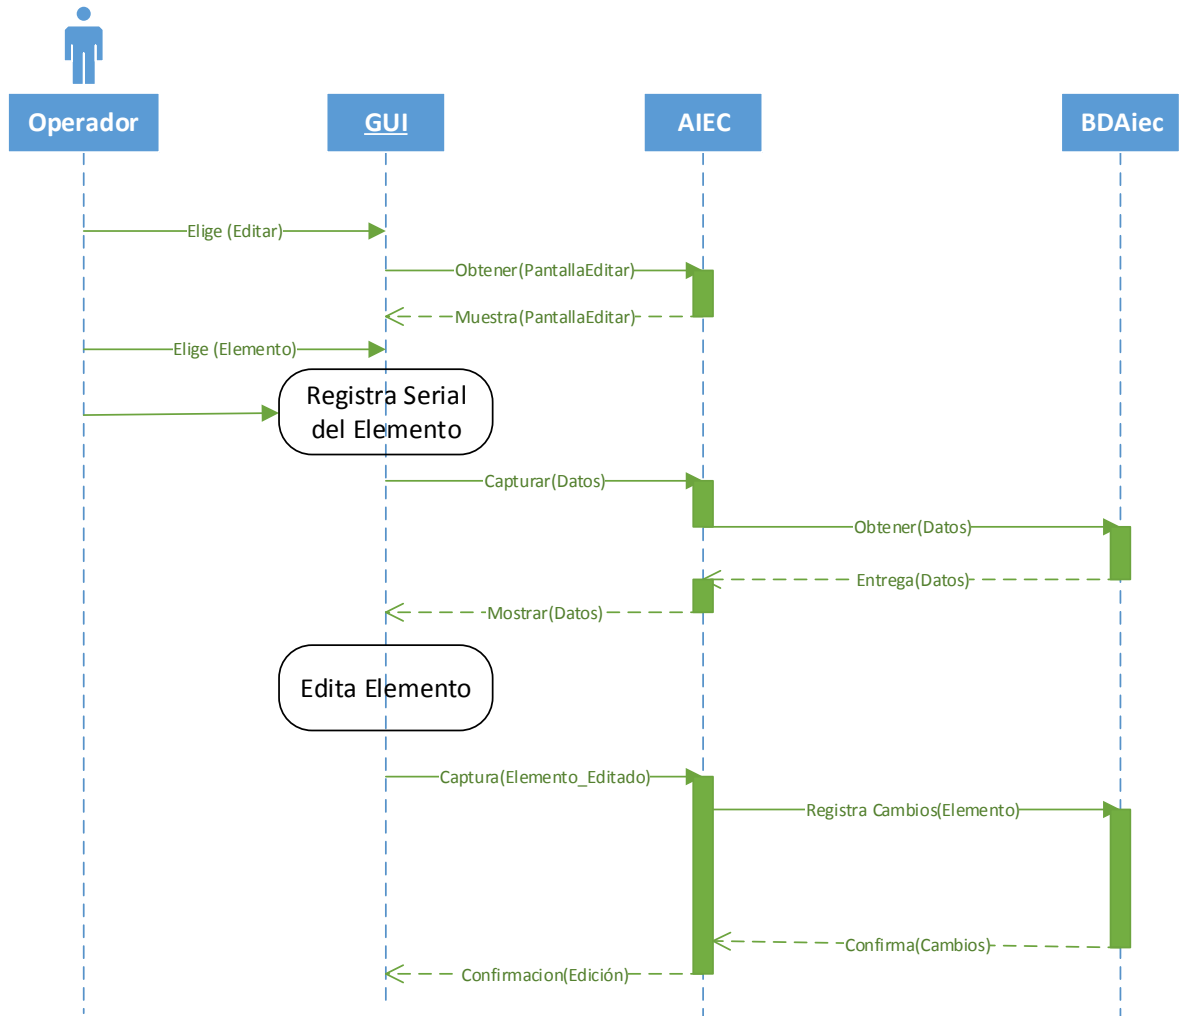 Operador
GUI
AIEC
BDAiec
Elige (Editar)
Obtener(PantallaEditar)
Muestra(PantallaEditar)
Elige (Elemento)
Registra Serial
del Elemento
Capturar(Datos)
Obtener(Datos)
Entrega(Datos)
Mostrar(Datos)
Edita Elemento
Captura(Elemento_Editado)
Registra Cambios(Elemento)
Confirma(Cambios)
Confirmacion(Edición)